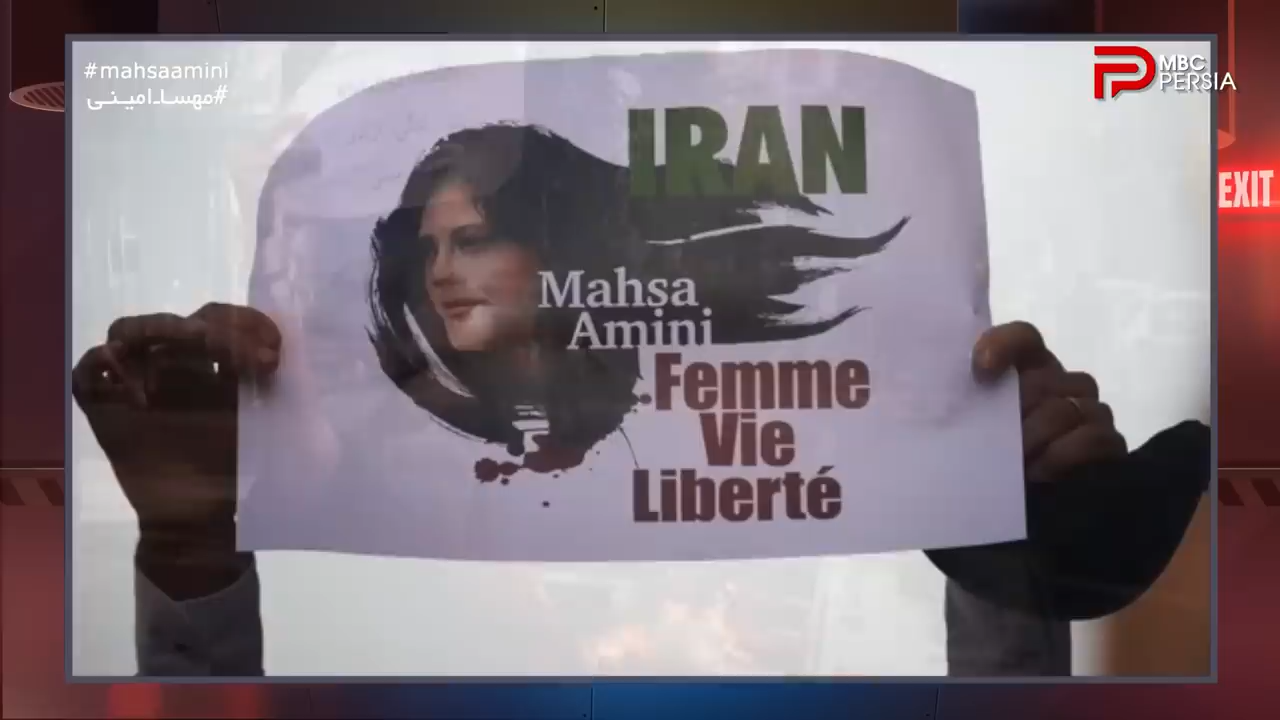 #mahsaamini
#مهسا_امینی
MBC
PERSIA
EXIT
IRAN
Mahsa
Amini
Femme
Vie
Liberté